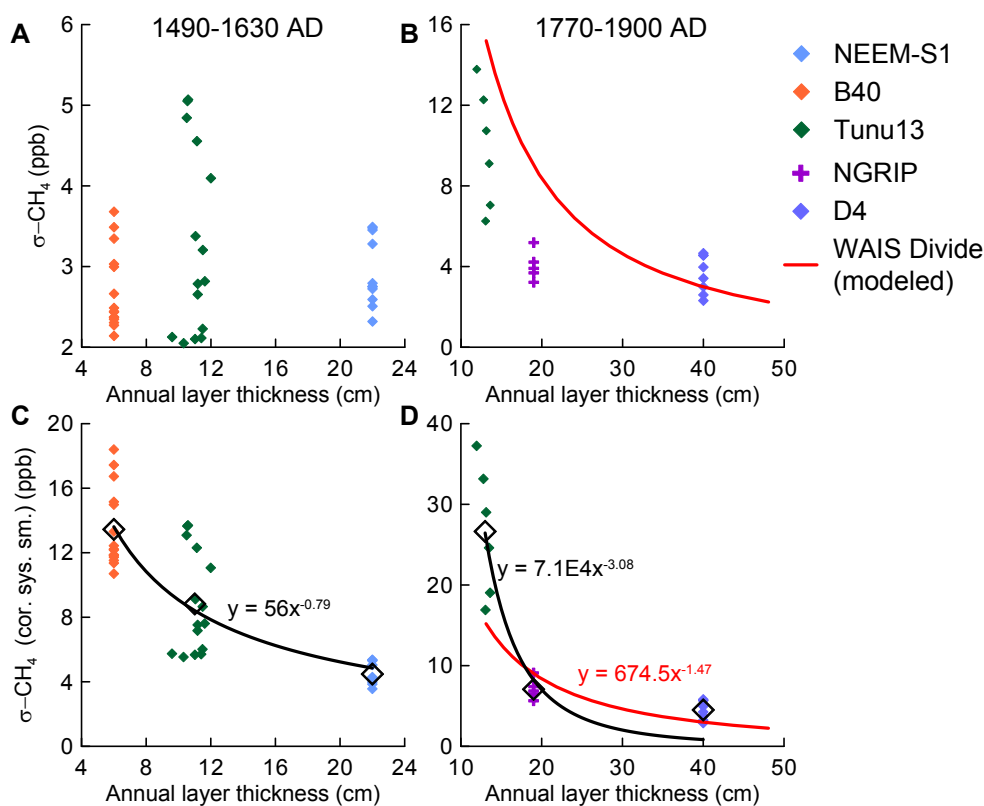 A
1490-1630 AD
σ−CH₄ (ppb)
6
5
4
3
2
4 8 12 16 20 24
Annual layer thickness (cm)
B
1770-1900 AD
16
12
8
4
0
10 20 30 40 50
Annual layer thickness (cm)
NEEM-S1
B40
Tunu13
NGRIP
D4
WAIS Divide
(modeled)
C
σ−CH₄ (cor. sys. sm.) (ppb)
20
16
12
8
4
0
y = 56x⁻⁰·⁷⁹
4 8 12 16 20 24
Annual layer thickness (cm)
D
40
30
20
10
0
y = 7.1E4x⁻³·⁰⁸
y = 674.5x⁻¹·⁴⁷
10 20 30 40 50
Annual layer thickness (cm)